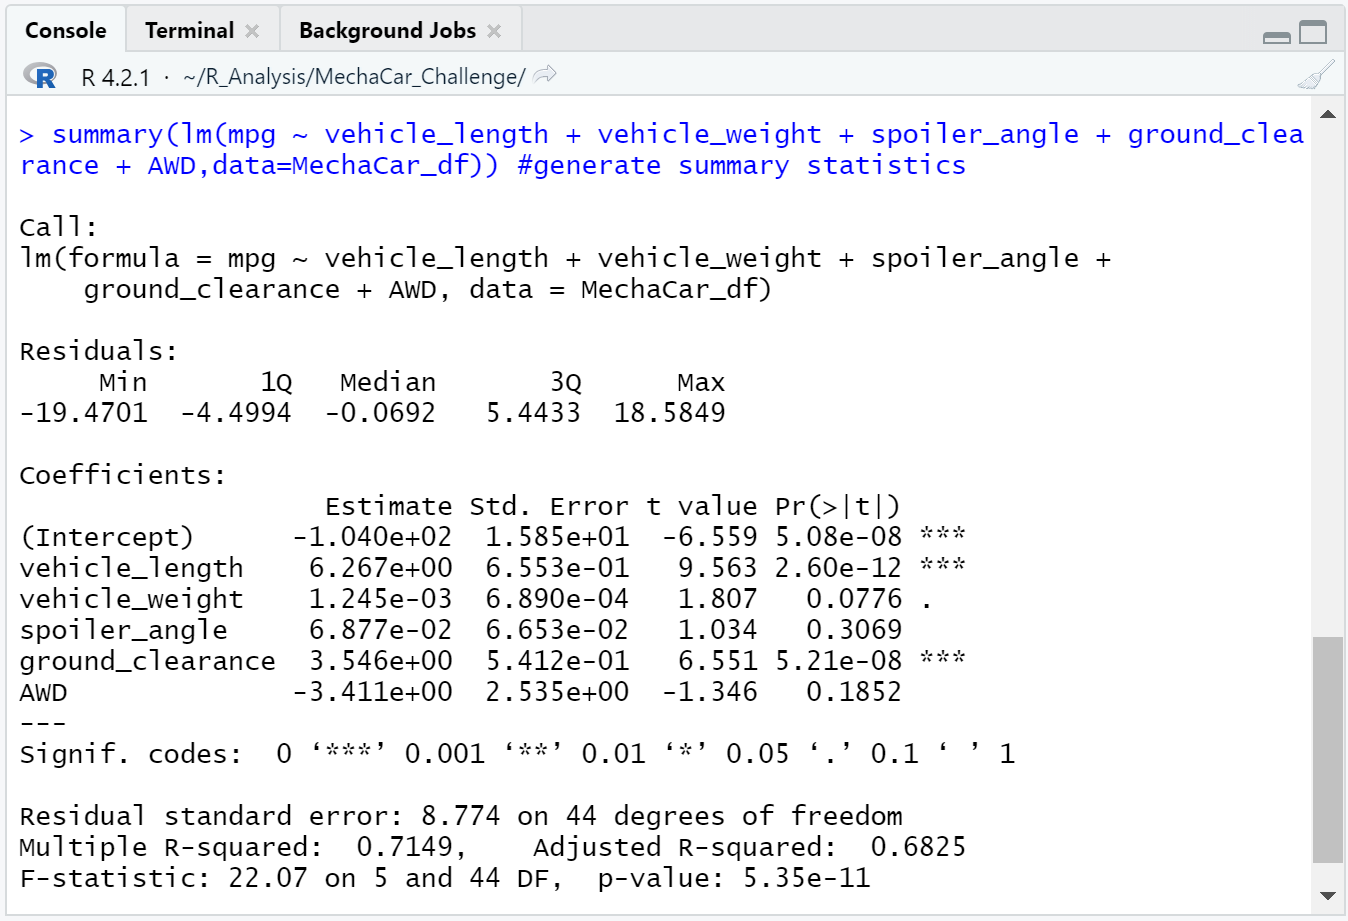 Console Terminal × Background Jobs ×
R R 4.2.1 · ~/R_Analysis/MechaCar_Challenge/
> summary(lm(mpg ~ vehicle_length + vehicle_weight + spoiler_angle + ground_clea
rance + AWD,data=MechaCar_df)) #generate summary statistics
Call:
lm(formula = mpg ~ vehicle_length + vehicle_weight + spoiler_angle +
    ground_clearance + AWD, data = MechaCar_df)
Residuals:
     Min       1Q   Median       3Q      Max
-19.4701  -4.4994  -0.0692   5.4433  18.5849
Coefficients:
                   Estimate Std. Error t value Pr(>|t|)
(Intercept)      -1.040e+02  1.585e+01  -6.559 5.08e-08 ***
vehicle_length    6.267e+00  6.553e-01   9.563 2.60e-12 ***
vehicle_weight    1.245e-03  6.890e-04   1.807   0.0776 .
spoiler_angle     6.877e-02  6.653e-02   1.034   0.3069
ground_clearance  3.546e+00  5.412e-01   6.551 5.21e-08 ***
AWD              -3.411e+00  2.535e+00  -1.346   0.1852
---
Signif. codes:  0 ‘***’ 0.001 ‘**’ 0.01 ‘*’ 0.05 ‘.’ 0.1 ‘ ’ 1
Residual standard error: 8.774 on 44 degrees of freedom
Multiple R-squared:  0.7149,    Adjusted R-squared:  0.6825
F-statistic: 22.07 on 5 and 44 DF,  p-value: 5.35e-11